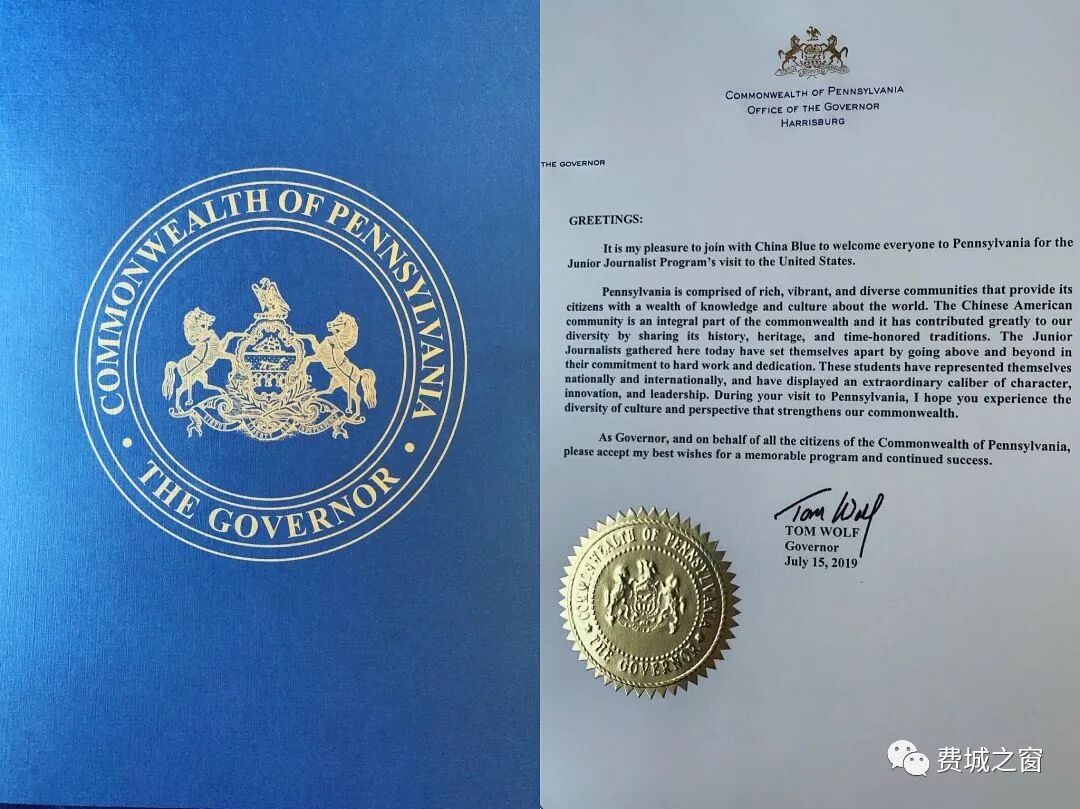 COMMONWEALTH OF PENNSYLVANIA
• THE GOVERNOR •
COMMONWEALTH OF PENNSYLVANIA
OFFICE OF THE GOVERNOR
HARRISBURG
THE GOVERNOR
GREETINGS:
It is my pleasure to join with China Blue to welcome everyone to Pennsylvania for the
Junior Journalist Program's visit to the United States.
Pennsylvania is comprised of rich, vibrant, and diverse communities that provide its
citizens with a wealth of knowledge and culture about the world. The Chinese American
community is an integral part of the commonwealth and it has contributed greatly to our
diversity by sharing its history, heritage, and time-honored traditions. The Junior
Journalists gathered here today have set themselves apart by going above and beyond in
their commitment to hard work and dedication. These students have represented themselves
nationally and internationally, and have displayed an extraordinary caliber of character,
innovation, and leadership. During your visit to Pennsylvania, I hope you experience the
diversity of culture and perspective that strengthens our commonwealth.
As Governor, and on behalf of all the citizens of the Commonwealth of Pennsylvania,
please accept my best wishes for a memorable program and continued success.
Tom Wolf
TOM WOLF
Governor
July 15, 2019
COMMONWEALTH OF PENNSYLVANIA
• THE GOVERNOR •
费城之窗